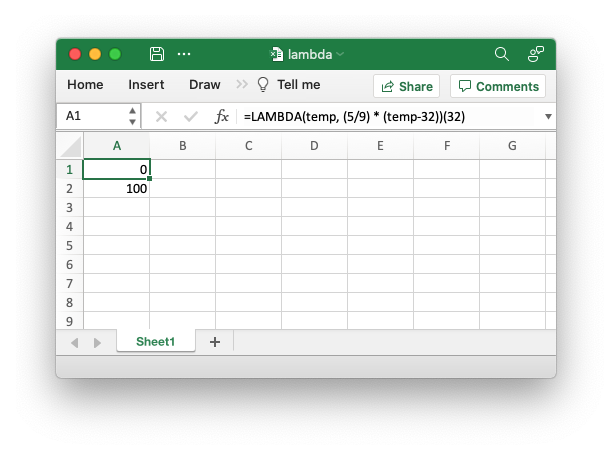 lambda
Home Insert Draw Tell me Share Comments
A1 fx =LAMBDA(temp, (5/9) * (temp-32))(32)
A B C D E F G
1 0
2 100
3
4
5
6
7
8
9
Sheet1 +